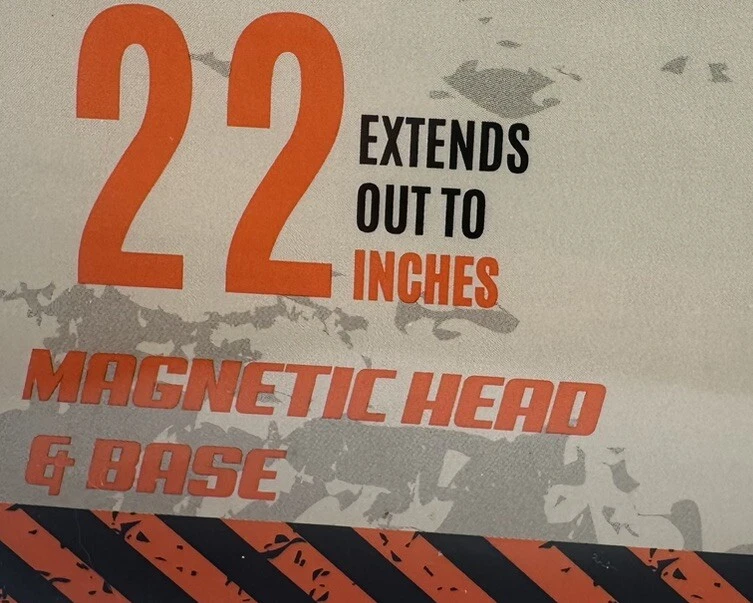 22
EXTENDS
OUT TO
INCHES
MAGNETIC HEAD
& BASE